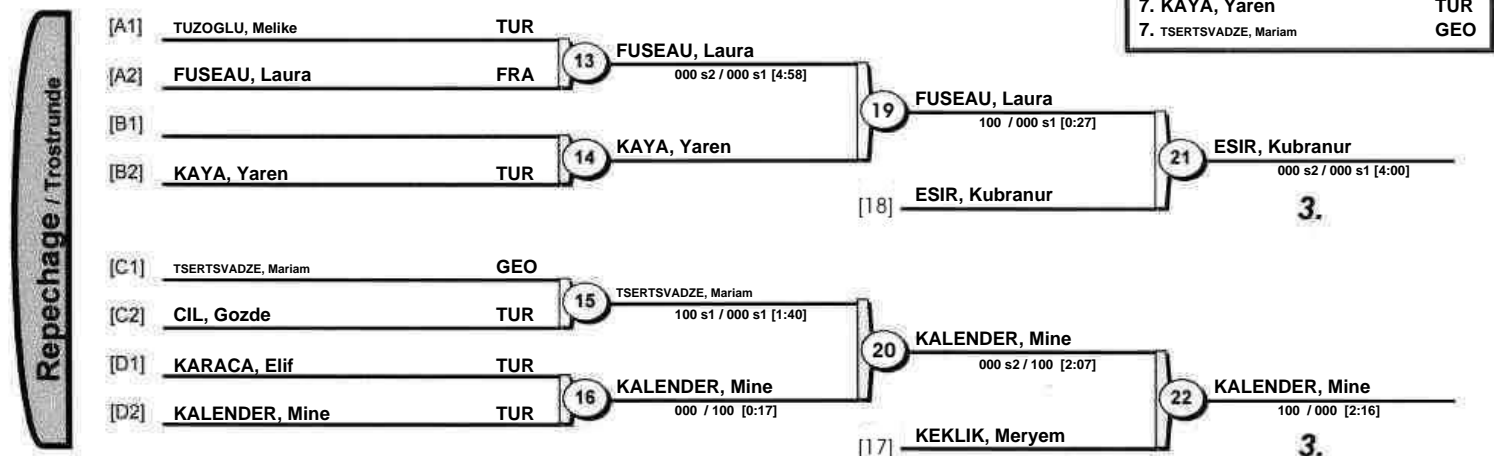 7. KAYA, Yaren TUR
7. TSERTSVADZE, Mariam GEO
Repechage / Trostrunde
[A1] TUZOGLU, Melike TUR
13 FUSEAU, Laura
000 s2 / 000 s1 [4:58]
[A2] FUSEAU, Laura FRA
19 FUSEAU, Laura
100 / 000 s1 [0:27]
[B1]
14 KAYA, Yaren
[B2] KAYA, Yaren TUR
21 ESIR, Kubranur
000 s2 / 000 s1 [4:00]
[18] ESIR, Kubranur
3.
[C1] TSERTSVADZE, Mariam GEO
15 TSERTSVADZE, Mariam
100 s1 / 000 s1 [1:40]
[C2] CIL, Gozde TUR
20 KALENDER, Mine
000 s2 / 100 [2:07]
[D1] KARACA, Elif TUR
16 KALENDER, Mine
000 / 100 [0:17]
[D2] KALENDER, Mine TUR
22 KALENDER, Mine
100 / 000 [2:16]
[17] KEKLIK, Meryem
3.